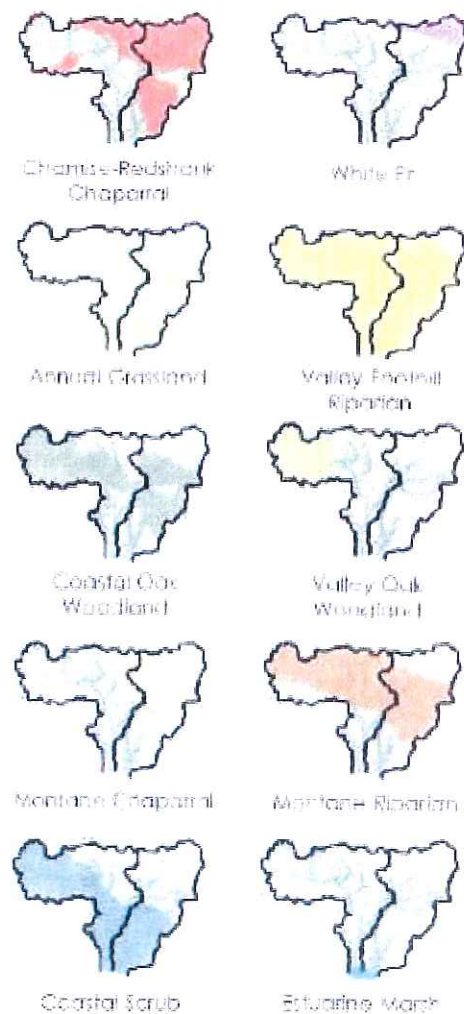 Chamise-Redshank
Chaparral
White Fir
Annual Grassland
Valley Foothill
Riparian
Coastal Oak
Woodland
Valley Oak
Woodland
Montane Chaparral
Montane Riparian
Coastal Scrub
Estuarine Marsh